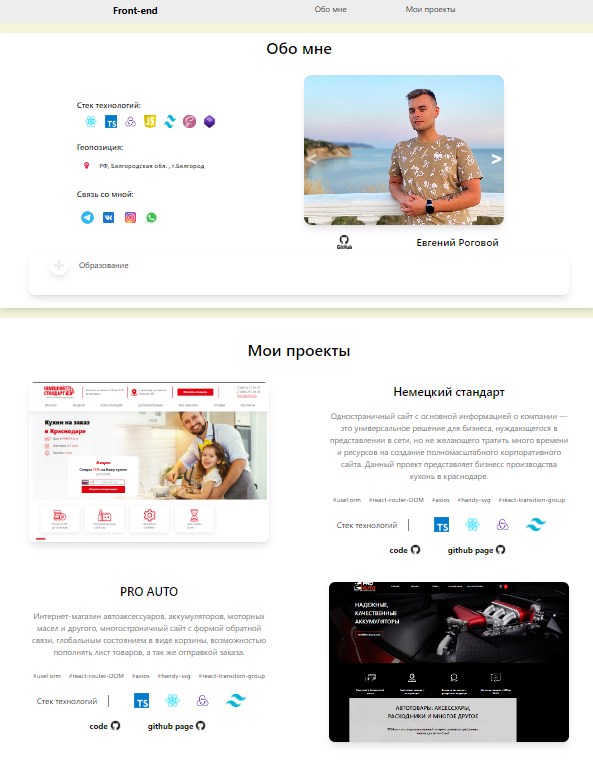 Front-end
Обо мне
Мои проекты
Обо мне
Стек технологий:
TS
JS
Геопозиция:
РФ, Белгородская обл. , г.Белгород
Связо со мной:
GitHub
Евгений Роговой
Образование
Мои проекты
НЕМЕЦКИЙ
СТАНДАРТ
Кухни на заказ
в Краснодаре
Акция
Немецкий стандарт
Одностраничный сайт с основной информацией о компании —
это универсальное решение для бизнеса, нуждающегося в
представлении в сети, но не желающего тратить много времени
и ресурсов на создание полномасштабного корпоративного
сайта. Данный проект представляет бизнесс производства
кухонь в краснодаре.
#useForm #react-router-DOM #axios #handy-svg #react-transition-group
Стек технологий
TS
code
github page
PRO AUTO
Интернет-магазин автоаксессуаров, аккумуляторов, моторных
масел и другого, многостроничный сайт с формой обратной
связи, глобальным состоянием в виде корзины, возможностью
пополнять лист товаров, а так же отправкой заказа.
#useForm #react-router-DOM #axios #handy-svg #react-transition-group
Стек технологий
TS
code
github page
PRO
НАДЕЖНЫЕ,
КАЧЕСТВЕННЫЕ
АККУМУЛЯТОРЫ
АВТОТОВАРЫ: АКСЕССУАРЫ,
РАСХОДНИКИ И МНОГОЕ ДРУГОЕ